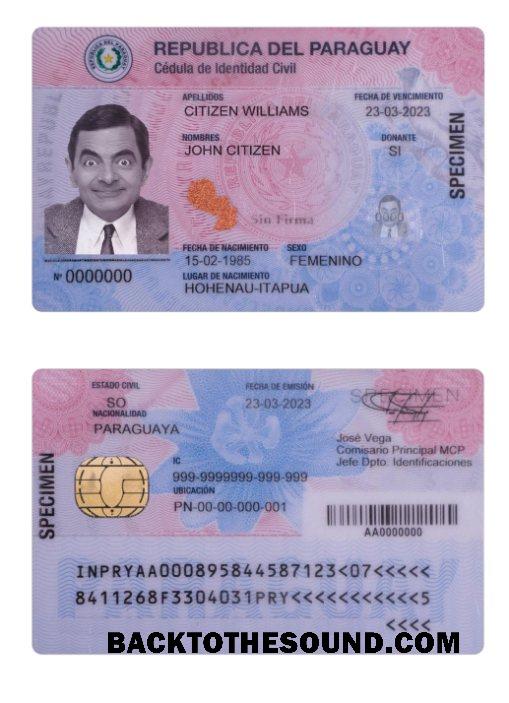 REPUBLICA DEL PARAGUAY
Cédula de Identidad Civil
APELLIDOS
CITIZEN WILLIAMS
FECHA DE VENCIMIENTO
23-03-2023
NOMBRES
JOHN CITIZEN
DONANTE
SI
SPECIMEN
Sin Firma
FECHA DE NACIMIENTO
15-02-1985
SEXO
FEMENINO
Nº 0000000
LUGAR DE NACIMIENTO
HOHENAU-ITAPUA
ESTADO CIVIL
SO
FECHA DE EMISIÓN
23-03-2023
SPECIMEN
NACIONALIDAD
PARAGUAYA
José Vega
Comisario Principal MCP
Jefe Dpto. Identificaciones
IC
999-9999999-999-999
UBICACIÓN
PN-00-00-000-001
SPECIMEN
AA0000000
INPRYAA000895844587123<07<<<<<
8411268F3304031PRY<<<<<<<<<<<5
<<<<
BACKTOTHESOUND.COM